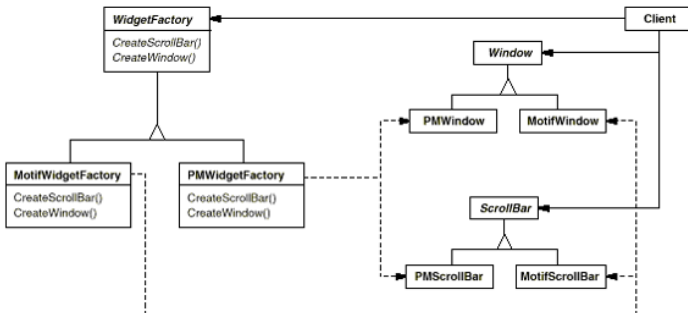 WidgetFactory
CreateScrollBar()
CreateWindow()
Client
Window
PMWindow
MotifWindow
MotifWidgetFactory
CreateScrollBar()
CreateWindow()
PMWidgetFactory
CreateScrollBar()
CreateWindow()
ScrollBar
PMScrollBar
MotifScrollBar